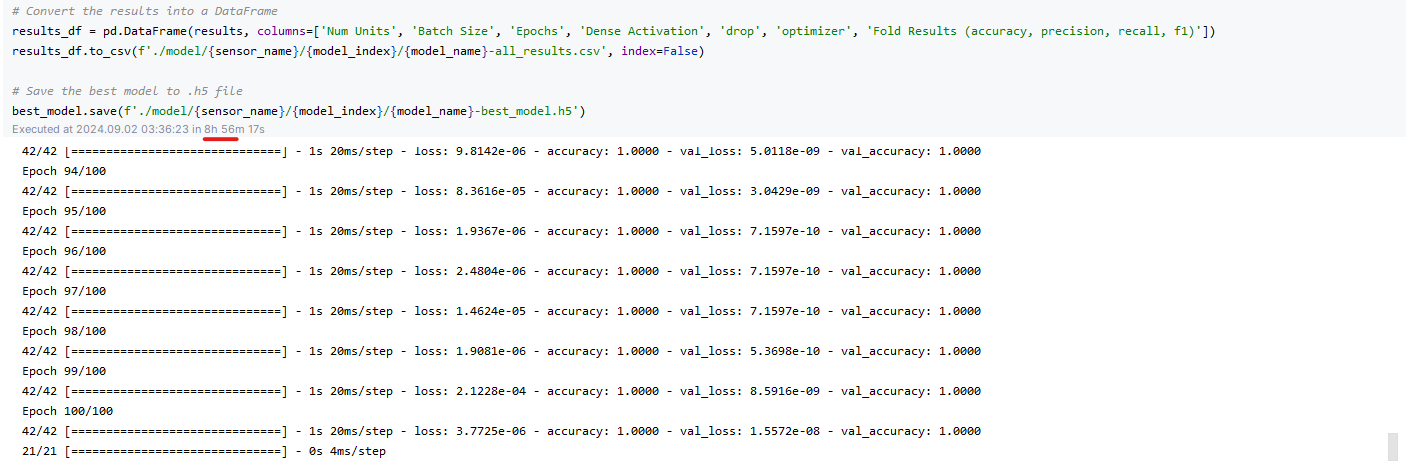 # Convert the results into a DataFrame
results_df = pd.DataFrame(results, columns=['Num Units', 'Batch Size', 'Epochs', 'Dense Activation', 'drop', 'optimizer', 'Fold Results (accuracy, precision, recall, f1)'])
results_df.to_csv(f'./model/{sensor_name}/{model_index}/{model_name}-all_results.csv', index=False)
# Save the best model to .h5 file
best_model.save(f'./model/{sensor_name}/{model_index}/{model_name}-best_model.h5')
Executed at 2024.09.02 03:36:23 in 8h 56m 17s
42/42 [==============================] - 1s 20ms/step - loss: 9.8142e-06 - accuracy: 1.0000 - val_loss: 5.0118e-09 - val_accuracy: 1.0000
Epoch 94/100
42/42 [==============================] - 1s 20ms/step - loss: 8.3616e-05 - accuracy: 1.0000 - val_loss: 3.0429e-09 - val_accuracy: 1.0000
Epoch 95/100
42/42 [==============================] - 1s 20ms/step - loss: 1.9367e-06 - accuracy: 1.0000 - val_loss: 7.1597e-10 - val_accuracy: 1.0000
Epoch 96/100
42/42 [==============================] - 1s 20ms/step - loss: 2.4804e-06 - accuracy: 1.0000 - val_loss: 7.1597e-10 - val_accuracy: 1.0000
Epoch 97/100
42/42 [==============================] - 1s 20ms/step - loss: 1.4624e-05 - accuracy: 1.0000 - val_loss: 7.1597e-10 - val_accuracy: 1.0000
Epoch 98/100
42/42 [==============================] - 1s 20ms/step - loss: 1.9081e-06 - accuracy: 1.0000 - val_loss: 5.3698e-10 - val_accuracy: 1.0000
Epoch 99/100
42/42 [==============================] - 1s 20ms/step - loss: 2.1228e-04 - accuracy: 1.0000 - val_loss: 8.5916e-09 - val_accuracy: 1.0000
Epoch 100/100
42/42 [==============================] - 1s 20ms/step - loss: 3.7725e-06 - accuracy: 1.0000 - val_loss: 1.5572e-08 - val_accuracy: 1.0000
21/21 [==============================] - 0s 4ms/step